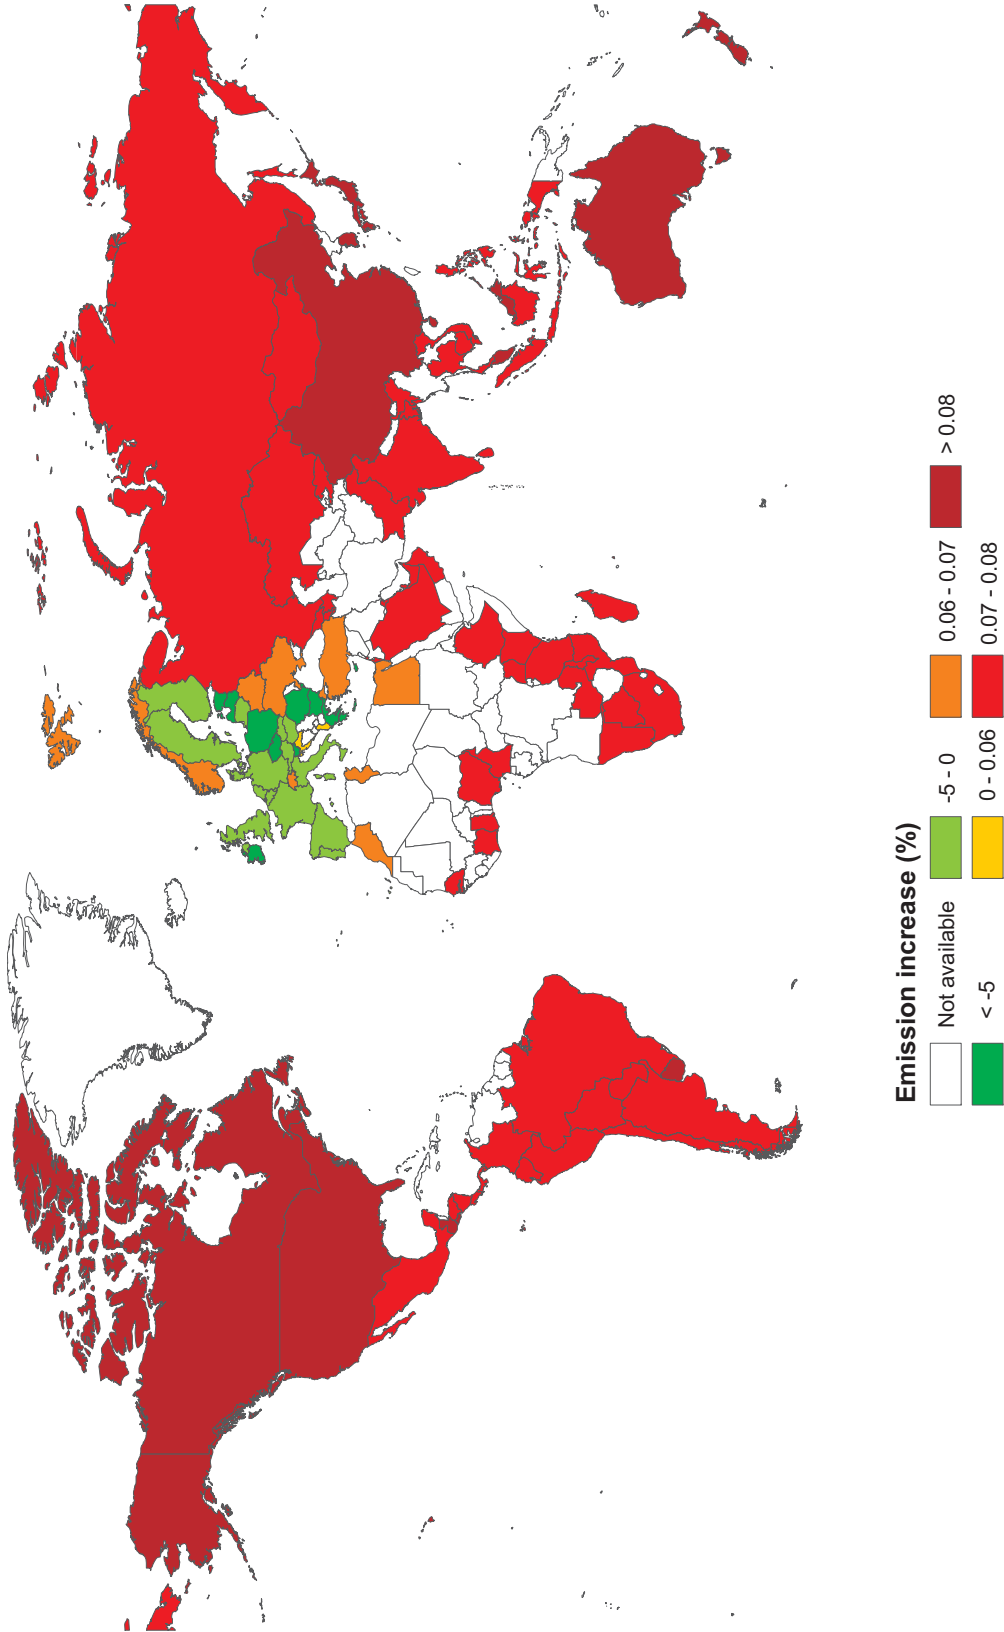 Emission increase (%)
Not available
-5 - 0
0.06 - 0.07
> 0.08
< -5
0 - 0.06
0.07 - 0.08